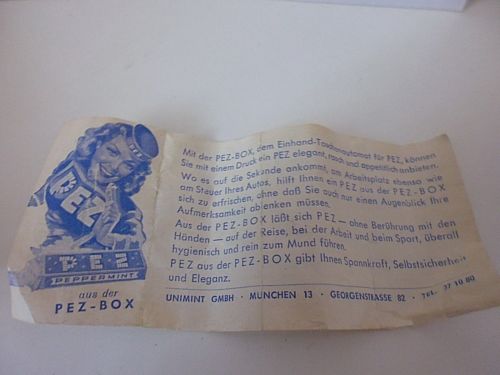 PEZ
PEZ
PEPPERMINT
aus der
PEZ-BOX
Mit der PEZ-BOX, dem Einhand-Taschenautomat für PEZ, können
Sie mit einem Druck ein PEZ elegant, rasch und appetitlich anbieten.
Wo es auf die Sekunde ankommt, am Arbeitsplatz ebenso wie
am Steuer Ihres Autos, hilft Ihnen ein PEZ aus der PEZ-BOX
sich zu erfrischen, ohne daß Sie auch nur einen Augenblick Ihre
Aufmerksamkeit ablenken müssen.
Aus der PEZ-BOX läßt sich PEZ — ohne Berührung mit den
Händen — auf der Reise, bei der Arbeit und beim Sport, überall
hygienisch und rein zum Mund führen.
PEZ aus der PEZ-BOX gibt Ihnen Spannkraft, Selbstsicherheit
und Eleganz.
UNIMINT GMBH · MUNCHEN 13 · GEORGENSTRASSE 82 · TEL. 37 10 80